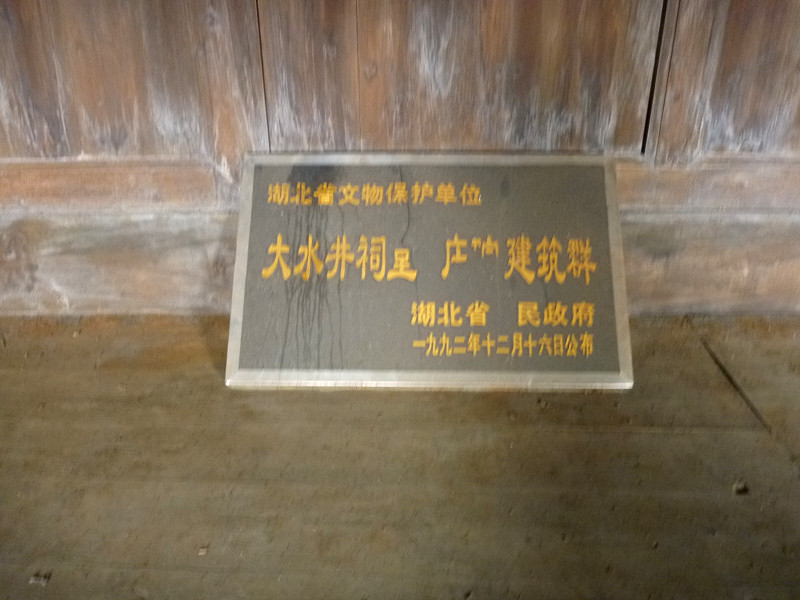 湖北省文物保护单位
大水井祠 庄 建筑群
湖北省 民政府
一九九二年十二月十六日公布